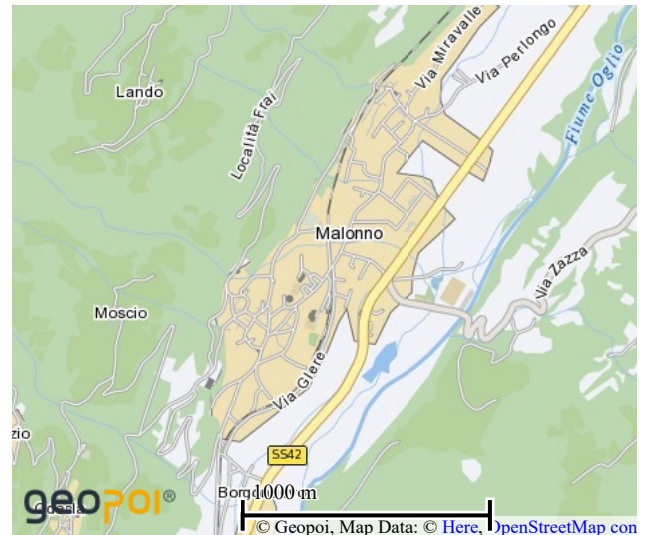 Via Miravalle
Via Perlongo
Fiume Oglio
Lando
Località Frai
Malonno
Via Zazza
Moscio
Via Glere
zio
SS42
geopoi®
1000 m
© Geopoi, Map Data: © Here, OpenStreetMap con